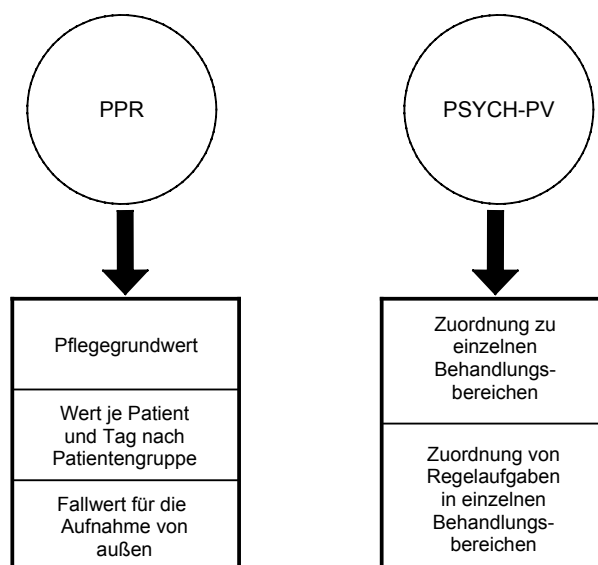 PPR
PSYCH-PV
Pflegegrundwert
Wert je Patient
und Tag nach
Patientengruppe
Fallwert für die
Aufnahme von
außen
Zuordnung zu
einzelnen
Behandlungs-
bereichen
Zuordnung von
Regelaufgaben
in einzelnen
Behandlungs-
bereichen